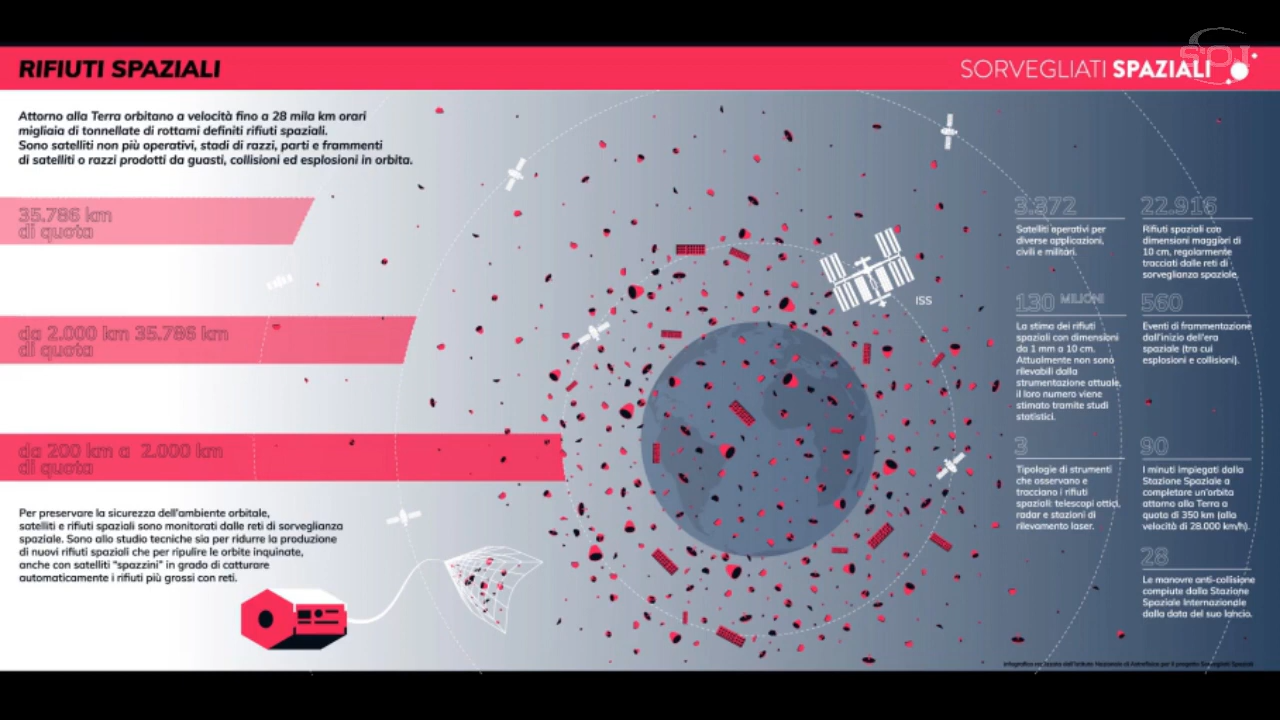 RIFIUTI SPAZIALI
SORVEGLIATI SPAZIALI
SOJ
Attorno alla Terra orbitano a velocità fino a 28 mila km orari
migliaia di tonnellate di rottami definiti rifiuti spaziali.
Sono satelliti non più operativi, stadi di razzi, parti e frammenti
di satelliti o razzi prodotti da guasti, collisioni ed esplosioni in orbita.
35.786 km
di quota
da 2.000 km 35.786 km
di quota
da 200 km a 2.000 km
di quota
Per preservare la sicurezza dell'ambiente orbitale,
satelliti e rifiuti spaziali sono monitorati dalle reti di sorveglianza
spaziale. Sono allo studio tecniche sia per ridurre la produzione
di nuovi rifiuti spaziali che per ripulire le orbite inquinate,
anche con satelliti “spazzini” in grado di catturare
automaticamente i rifiuti più grossi con reti.
ISS
3.372
Satelliti operativi per
diverse applicazioni,
civili e militari.
22.916
Rifiuti spaziali con
dimensioni maggiori di
10 cm, regolarmente
tracciati dalle reti di
sorveglianza spaziale.
130 MILIONI
La stima dei rifiuti
spaziali con dimensioni
da 1 mm a 10 cm.
Attualmente non sono
rilevabili dalla
strumentazione attuale,
il loro numero viene
stimato tramite studi
statistici.
560
Eventi di frammentazione
dall'inizio dell'era
spaziale (tra cui
esplosioni e collisioni).
3
Tipologie di strumenti
che osservano e
tracciano i rifiuti
spaziali: telescopi ottici,
radar e stazioni di
rilevamento laser.
90
I minuti impiegati dalla
Stazione Spaziale a
completare un'orbita
attorno alla Terra a
quota di 350 km (alla
velocità di 28.000 km/h).
28
Le manovre anti-collisione
compiute dalla Stazione
Spaziale Internazionale
dalla data del suo lancio.